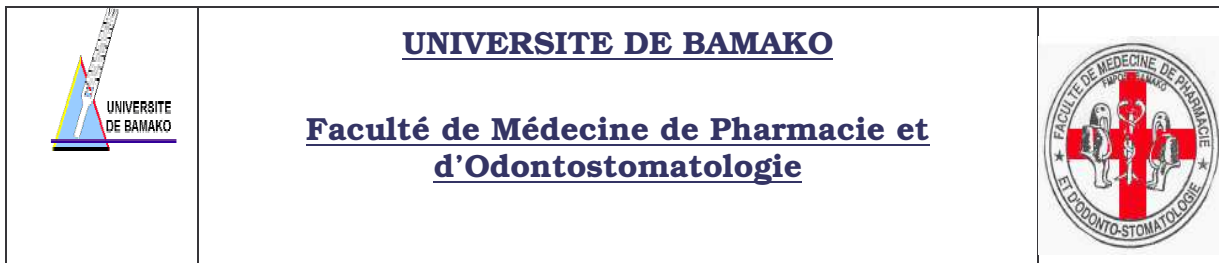 UNIVERSITE
DE BAMAKO
UNIVERSITE DE BAMAKO
Faculté de Médecine de Pharmacie et
d'Odontostomatologie
FACULTE DE MEDECINE, DE PHARMACIE
ET D'ODONTO-STOMATOLOGIE
BAMAKO